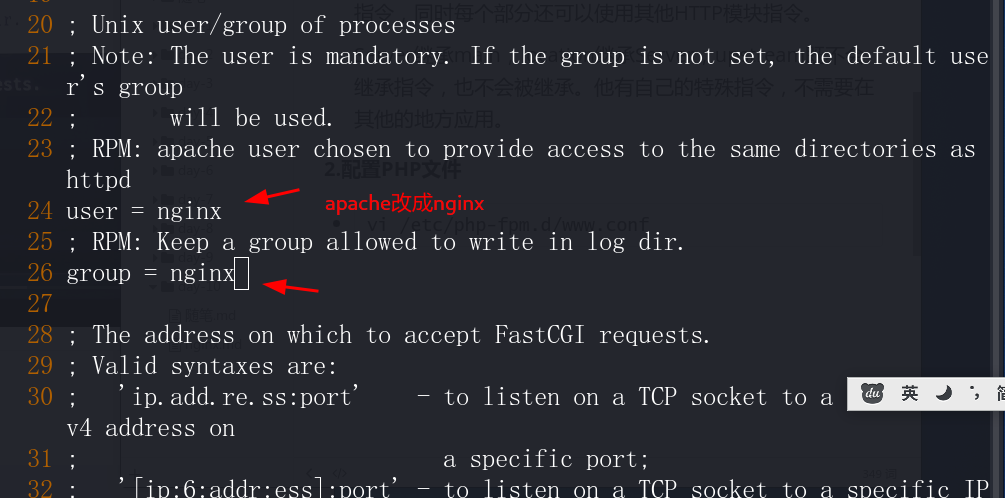 指令，同时每个部分还可以使用其他HTTP模块指令。
20 ; Unix user/group of processes
21 ; Note: The user is mandatory. If the group is not set, the default use
r's group
继承指令，也不会被继承。他有自己的特殊指令，不需要在
22 ;       will be used.
其他的地方应用。
23 ; RPM: apache user chosen to provide access to the same directories as
httpd
2.配置PHP文件
24 user = nginx
apache改成nginx
vi /etc/php-fpm.d/www.conf
25 ; RPM: Keep a group allowed to write in log dir.
26 group = nginx
27
28 ; The address on which to accept FastCGI requests.
29 ; Valid syntaxes are:
30 ;   'ip.add.re.ss:port'    - to listen on a TCP socket to a
du 英 简
v4 address on
31 ;                            a specific port;
32 ;   '[ip:6:addr:ess]:port' - to listen on a TCP socket to a specific IP